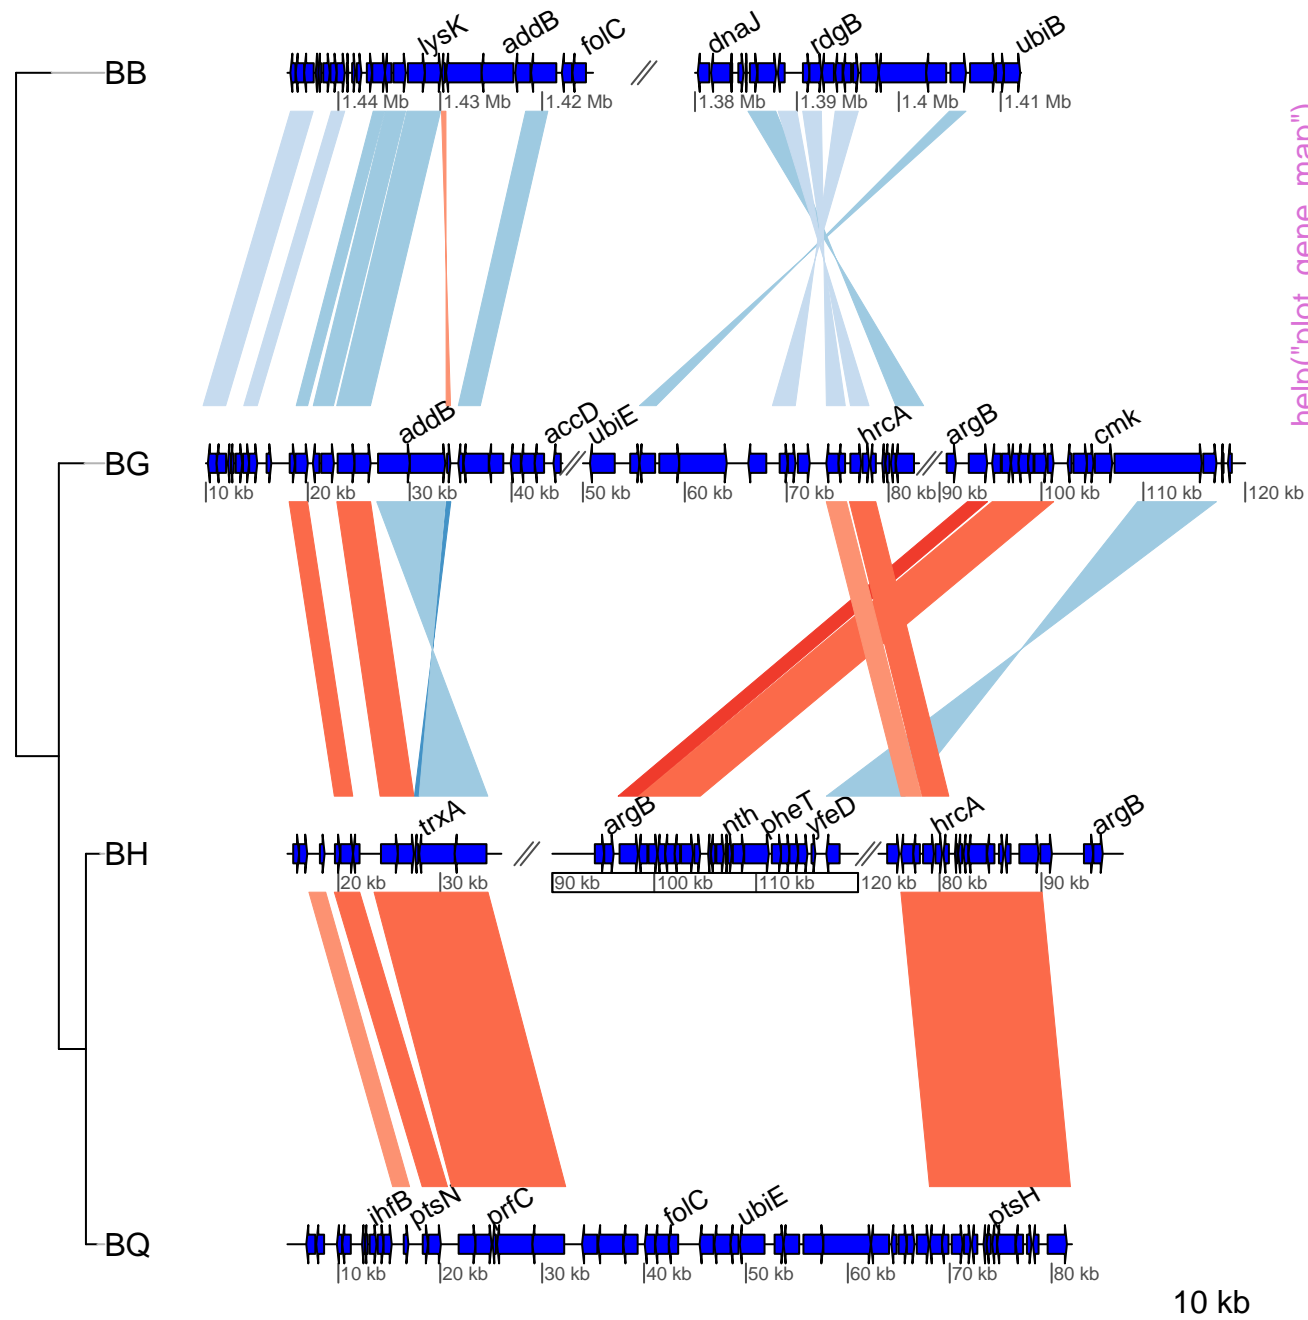 lysK addB folC dnaJ rdgB ubiB
BB
1.44 Mb 1.43 Mb 1.42 Mb 1.38 Mb 1.39 Mb 1.4 Mb 1.41 Mb
help("plot_gene_map")
addB accD ubiE hrcA argB cmk
BG
10 kb 20 kb 30 kb 40 kb 50 kb 60 kb 70 kb 80 kb 90 kb 100 kb 110 kb 120 kb
trxA argB nth pheT yfeD hrcA argB
BH
20 kb 30 kb 90 kb 100 kb 110 kb 120 kb 80 kb 90 kb
ihfB ptsN prfC folC ubiE ptsH
BQ
10 kb 20 kb 30 kb 40 kb 50 kb 60 kb 70 kb 80 kb
10 kb